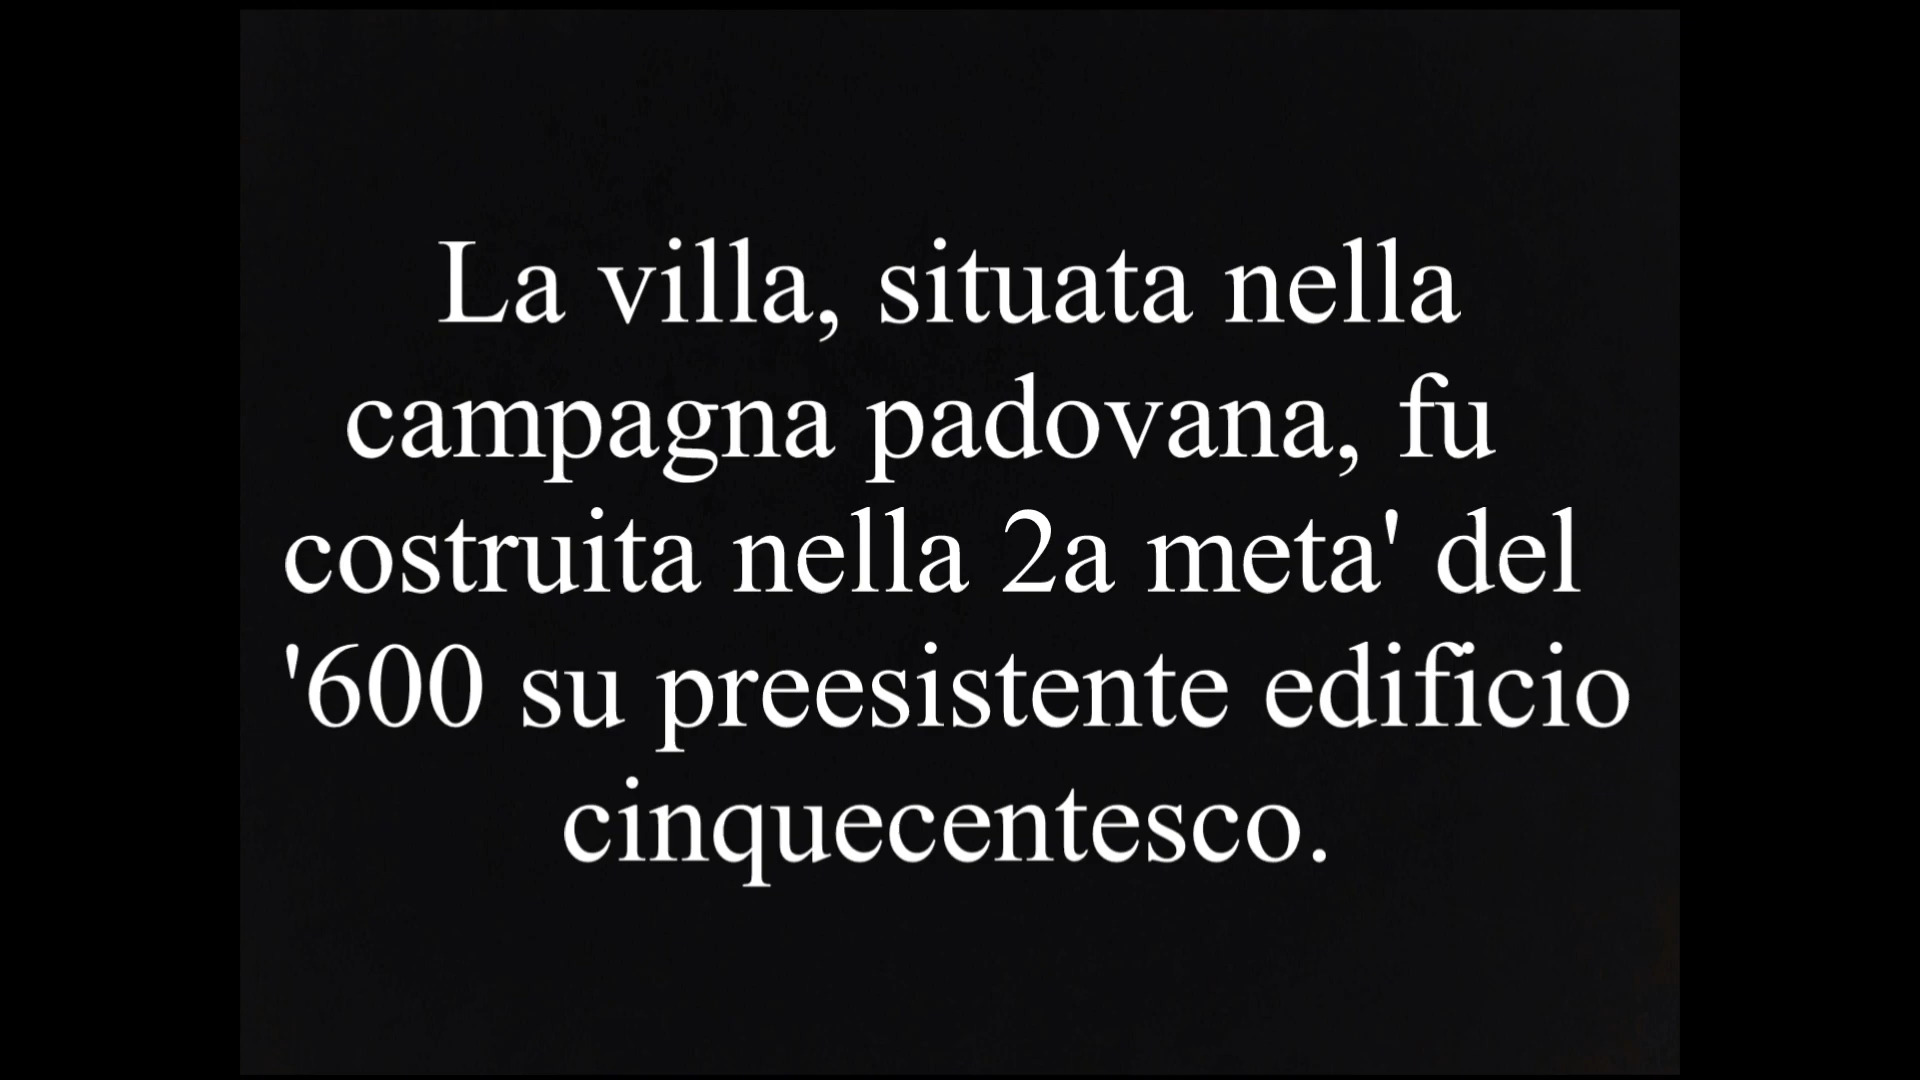 La villa, situata nella
campagna padovana, fu
costruita nella 2a meta' del
'600 su preesistente edificio
cinquecentesco.